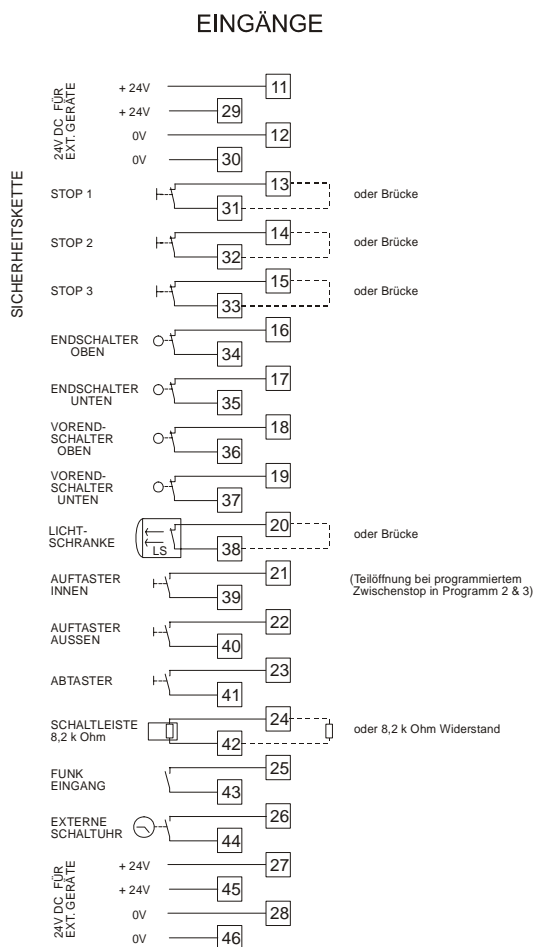 EINGÄNGE
SICHERHEITSKETTE
24V DC FÜR
EXT. GERÄTE
+ 24V
11
+ 24V
29
0V
12
0V
30
STOP 1
13
31
oder Brücke
STOP 2
14
32
oder Brücke
STOP 3
15
33
oder Brücke
ENDSCHALTER
OBEN
16
34
ENDSCHALTER
UNTEN
17
35
VOREND-
SCHALTER
OBEN
18
36
VOREND-
SCHALTER
UNTEN
19
37
LICHT-
SCHRANKE
LS
20
38
oder Brücke
AUFTASTER
INNEN
21
39
(Teilöffnung bei programmiertem
Zwischenstop in Programm 2 & 3)
AUFTASTER
AUSSEN
22
40
ABTASTER
23
41
SCHALTLEISTE
8,2 k Ohm
24
42
oder 8,2 k Ohm Widerstand
FUNK
EINGANG
25
43
EXTERNE
SCHALTUHR
26
44
24V DC FÜR
EXT. GERÄTE
+ 24V
27
+ 24V
45
0V
28
0V
46